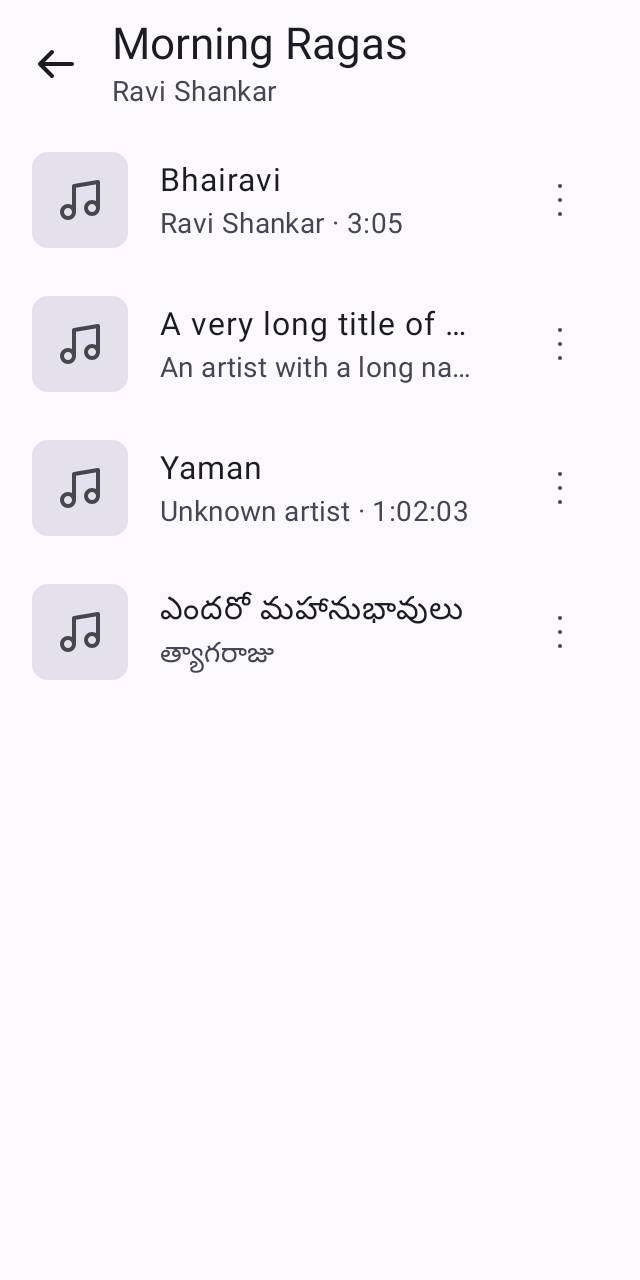 Morning Ragas
Ravi Shankar
Bhairavi
Ravi Shankar · 3:05
A very long title of …
An artist with a long na…
Yaman
Unknown artist · 1:02:03
ఎందరో మహానుభావులు
త్యాగరాజు